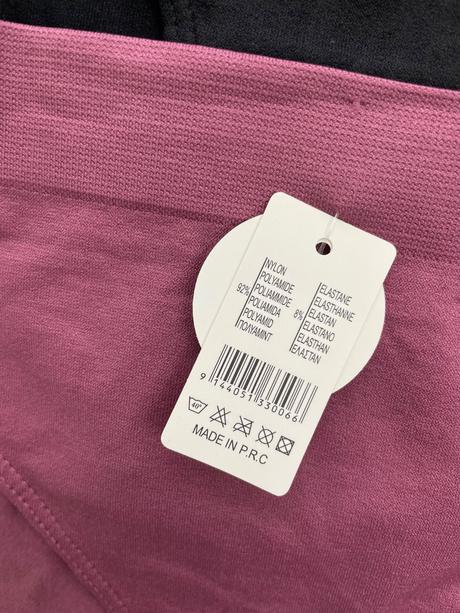 92%
NYLON
POLYAMIDE
POLIAMMIDE
POLIAMIDA
POLYAMID
ΠΟΛΥΑΜΙΝΤ
8%
ELASTANE
ELASTHANNE
ELASTAN
ELASTANO
ELASTHAN
ΕΛΑΣΤΑΝ
9 144051 330066
40°
MADE IN P.R.C